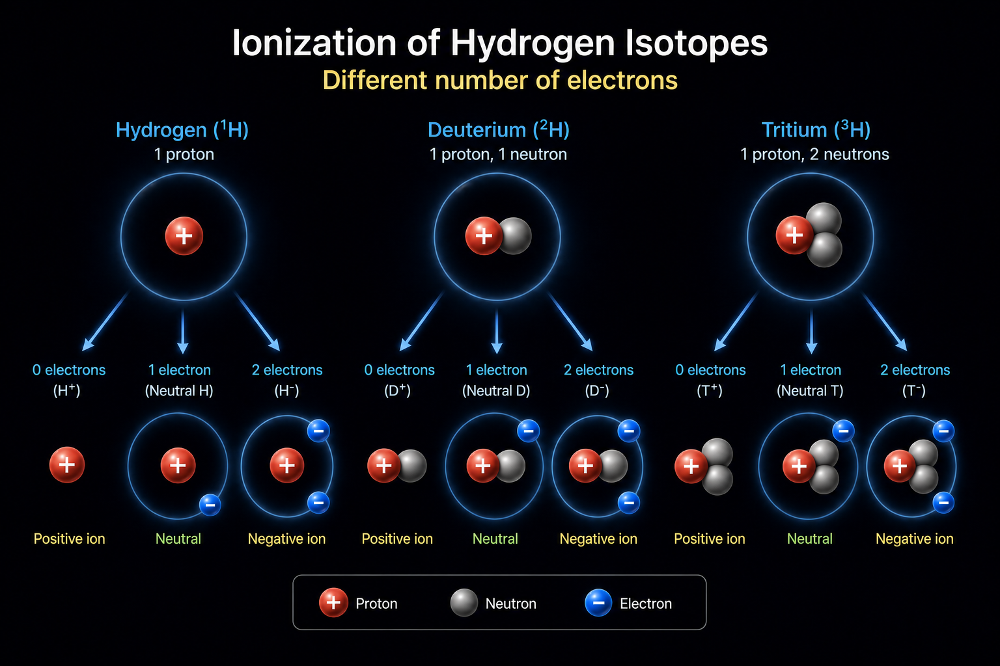 Ionization of Hydrogen Isotopes
Different number of electrons
Hydrogen (¹H)
1 proton
Deuterium (²H)
1 proton, 1 neutron
Tritium (³H)
1 proton, 2 neutrons
+
+
+
0 electrons
(H⁺)
1 electron
(Neutral H)
2 electrons
(H⁻)
0 electrons
(D⁺)
1 electron
(Neutral D)
2 electrons
(D⁻)
0 electrons
(T⁺)
1 electron
(Neutral T)
2 electrons
(T⁻)
+
+
−
+
−
−
+
+
−
+
−
−
+
+
−
+
−
−
Positive ion
Neutral
Negative ion
Positive ion
Neutral
Negative ion
Positive ion
Neutral
Negative ion
+ Proton
Neutron
− Electron